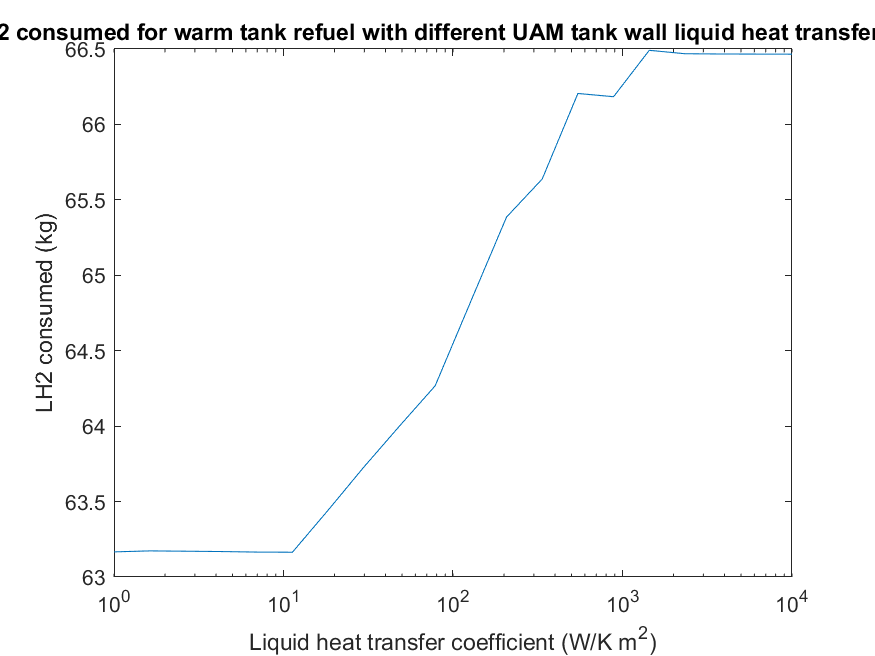 2 consumed for warm tank refuel with different UAM tank wall liquid heat transfer
66.5
66
65.5
65
64.5
64
63.5
63
LH2 consumed (kg)
10^0 10^1 10^2 10^3 10^4
Liquid heat transfer coefficient (W/K m^2)